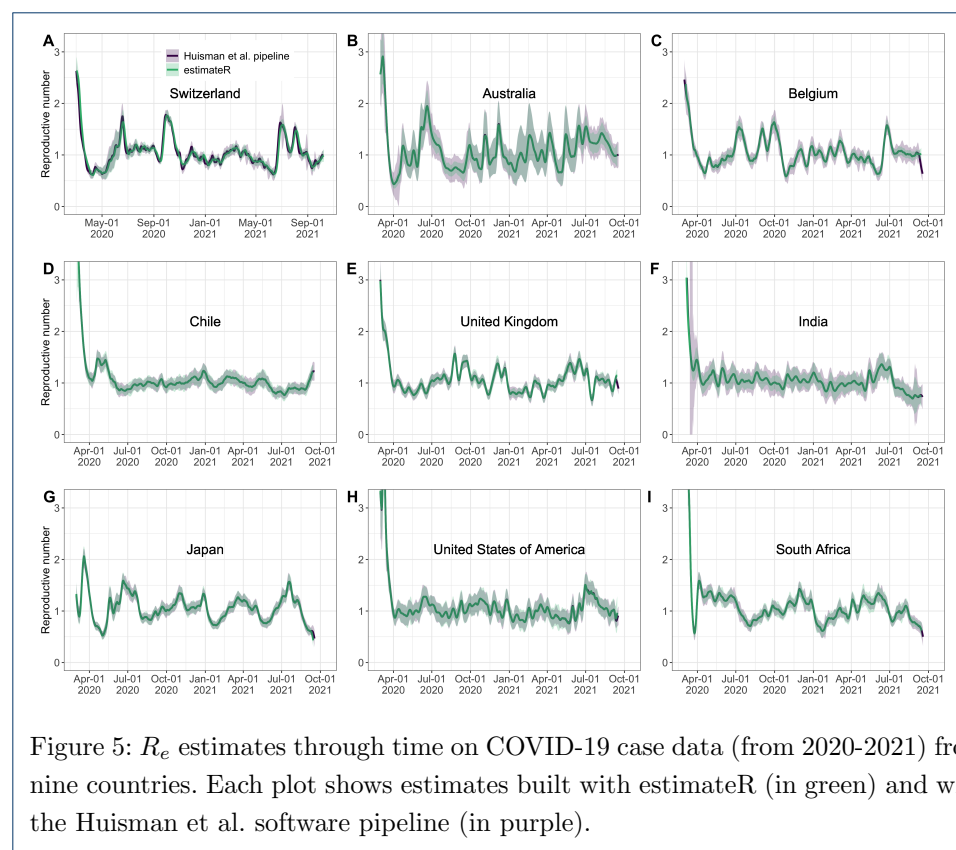 A
B
C
Huisman et al. pipeline
estimateR
Switzerland
Australia
Belgium
Reproductive number
3
2
1
0
3
2
1
0
3
2
1
0
May-01 Sep-01 Jan-01 May-01 Sep-01
2020 2020 2021 2021 2021
Apr-01 Jul-01 Oct-01 Jan-01 Apr-01 Jul-01 Oct-01
2020 2020 2020 2021 2021 2021 2021
Apr-01 Jul-01 Oct-01 Jan-01 Apr-01 Jul-01 Oct-01
2020 2020 2020 2021 2021 2021 2021
D
E
F
Chile
United Kingdom
India
Reproductive number
3
2
1
0
3
2
1
0
3
2
1
0
Apr-01 Jul-01 Oct-01 Jan-01 Apr-01 Jul-01 Oct-01
2020 2020 2020 2021 2021 2021 2021
Apr-01 Jul-01 Oct-01 Jan-01 Apr-01 Jul-01 Oct-01
2020 2020 2020 2021 2021 2021 2021
Apr-01 Jul-01 Oct-01 Jan-01 Apr-01 Jul-01 Oct-01
2020 2020 2020 2021 2021 2021 2021
G
H
I
Japan
United States of America
South Africa
Reproductive number
3
2
1
0
3
2
1
0
3
2
1
0
Apr-01 Jul-01 Oct-01 Jan-01 Apr-01 Jul-01 Oct-01
2020 2020 2020 2021 2021 2021 2021
Apr-01 Jul-01 Oct-01 Jan-01 Apr-01 Jul-01 Oct-01
2020 2020 2020 2021 2021 2021 2021
Apr-01 Jul-01 Oct-01 Jan-01 Apr-01 Jul-01 Oct-01
2020 2020 2020 2021 2021 2021 2021
Figure 5: Re estimates through time on COVID-19 case data (from 2020-2021)
nine countries. Each plot shows estimates built with estimateR (in green) and
the Huisman et al. software pipeline (in purple).